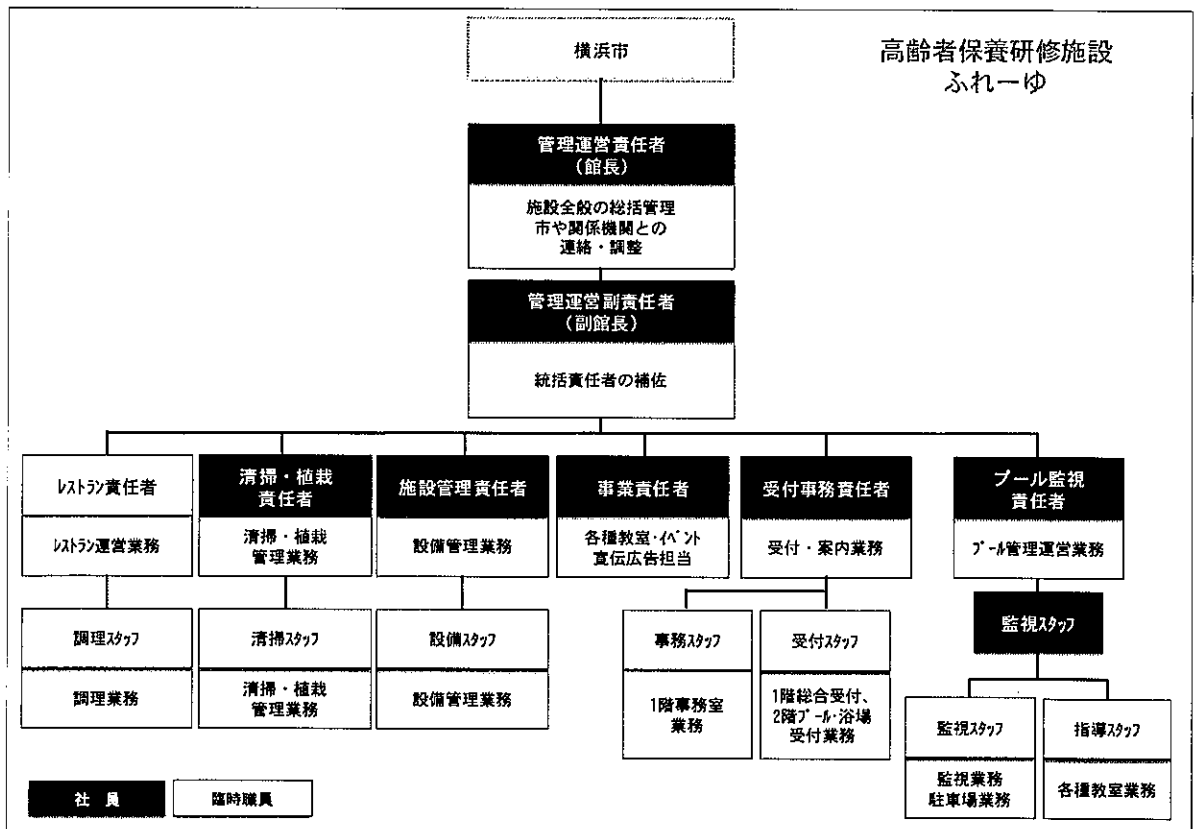 高齢者保養研修施設
ふれーゆ
横浜市
管理運営責任者
(館長)
施設全般の総括管理
市や関係機関との
連絡・調整
管理運営副責任者
(副館長)
統括責任者の補佐
ﾚｽﾄﾗﾝ責任者
ﾚｽﾄﾗﾝ運営業務
清掃・植栽
責任者
清掃・植栽
管理業務
施設管理責任者
設備管理業務
事業責任者
各種教室・ｲﾍﾞﾝﾄ
宣伝広告担当
受付事務責任者
受付・案内業務
プール監視
責任者
ﾌﾟｰﾙ管理運営業務
調理ｽﾀｯﾌ
調理業務
清掃ｽﾀｯﾌ
清掃・植栽
管理業務
設備ｽﾀｯﾌ
設備管理業務
事務ｽﾀｯﾌ
1階事務室
業務
受付ｽﾀｯﾌ
1階総合受付、
2階ﾌﾟｰﾙ・浴場
受付業務
監視ｽﾀｯﾌ
監視ｽﾀｯﾌ
監視業務
駐車場業務
指導ｽﾀｯﾌ
各種教室業務
社 員
臨時職員